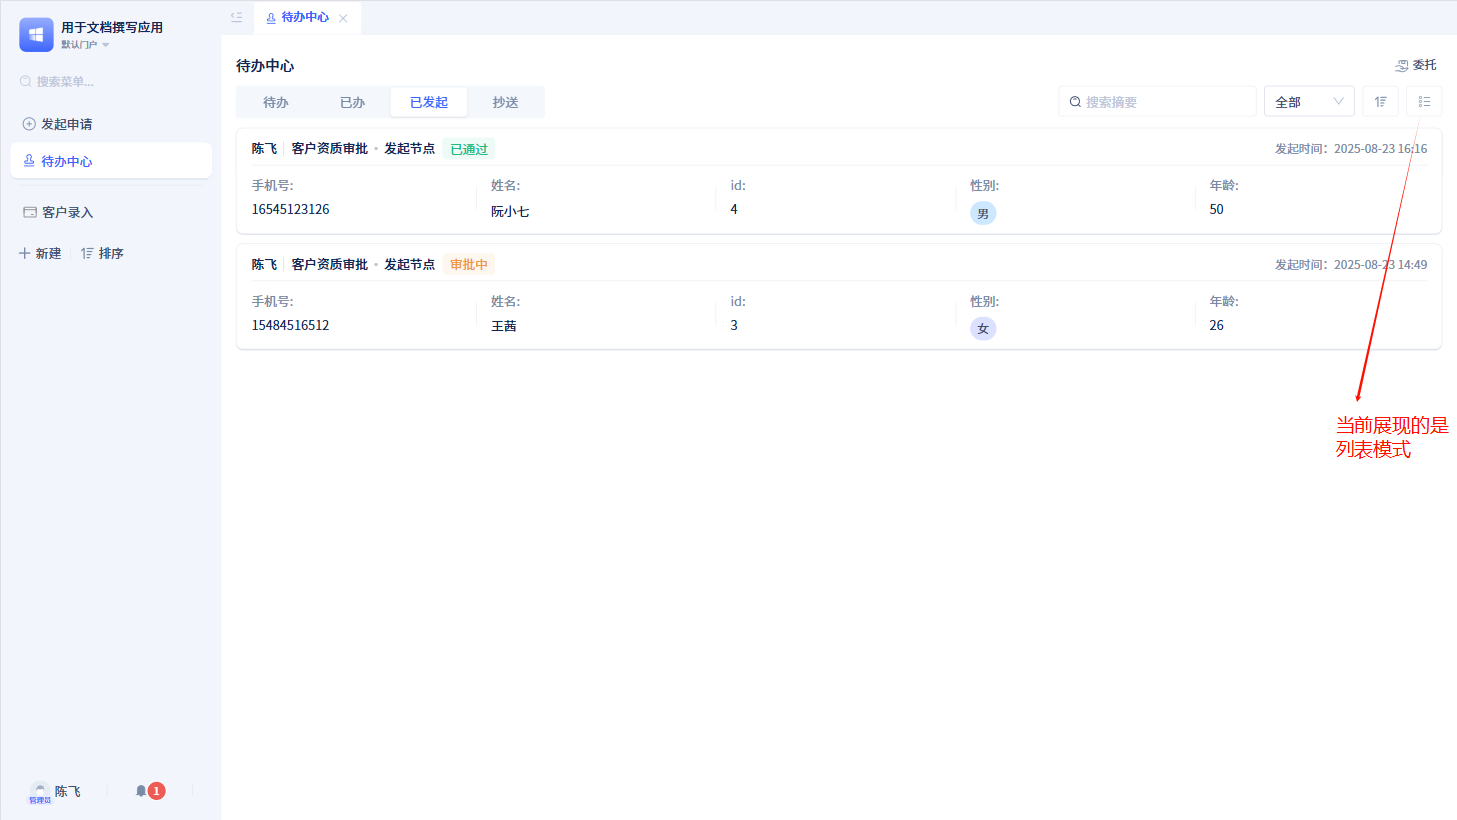 用于文档撰写应用
默认门户
搜索菜单...
发起申请
待办中心
客户录入
新建 排序
陈飞
管理员
1
待办中心
待办中心
委托
待办 已办 已发起 抄送
搜索摘要
全部
陈飞 客户资质审批 • 发起节点 已通过 发起时间：2025-08-23 16:16
手机号: 姓名: id: 性别: 年龄:
16545123126 阮小七 4 男 50
陈飞 客户资质审批 • 发起节点 审批中 发起时间：2025-08-23 14:49
手机号: 姓名: id: 性别: 年龄:
15484516512 王茜 3 女 26
当前展现的是
列表模式